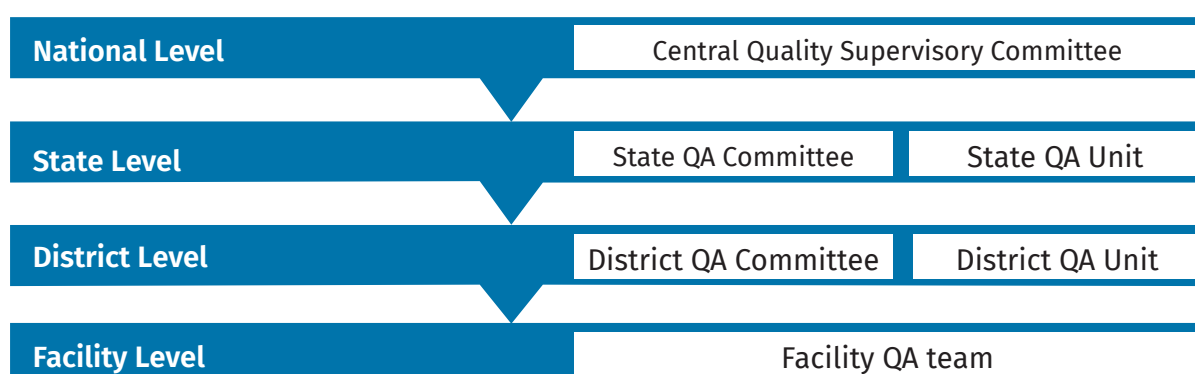 National Level
Central Quality Supervisory Committee
State Level
State QA Committee
State QA Unit
District Level
District QA Committee
District QA Unit
Facility Level
Facility QA team